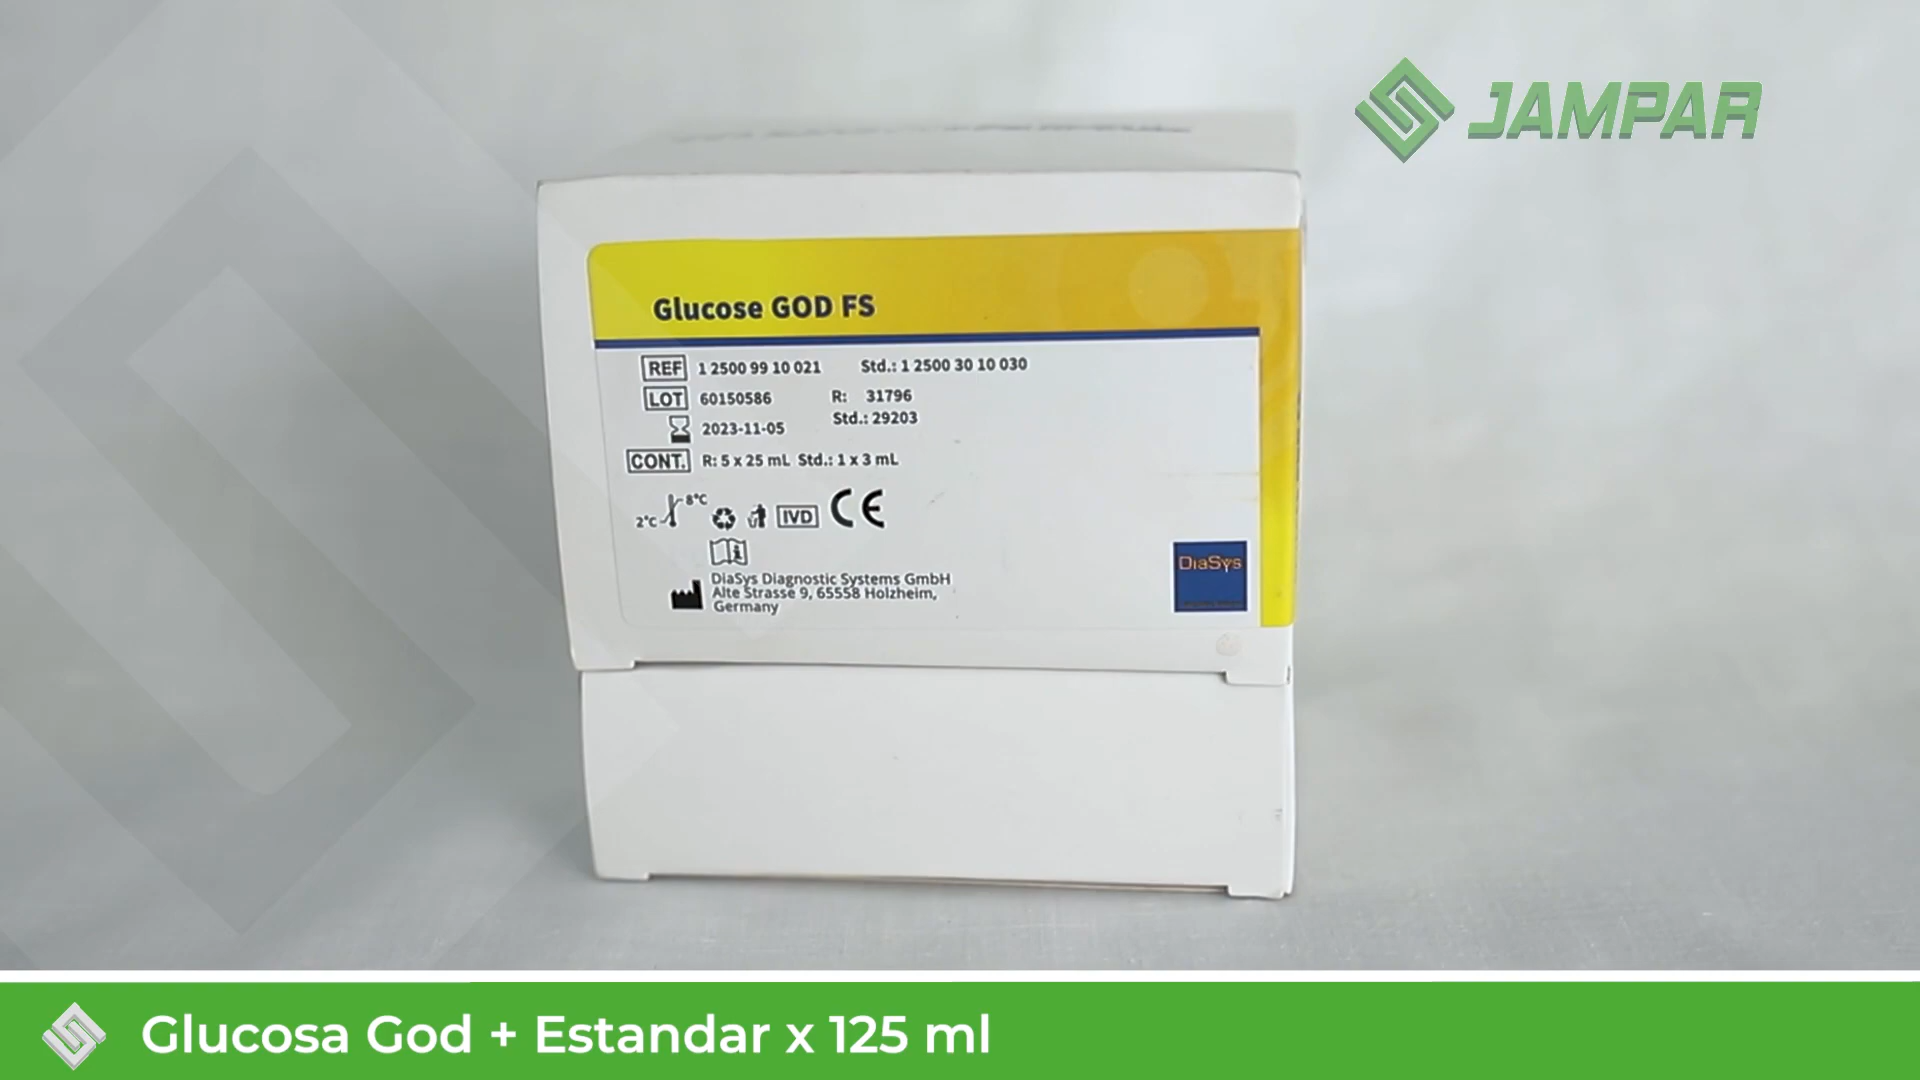 JAMPAR
Glucose GOD FS
REF 1 2500 99 10 021 Std.: 1 2500 30 10 030
LOT 60150586 R: 31796
Std.: 29203
2023-11-05
CONT. R: 5 x 25 mL Std.: 1 x 3 mL
2°C 8°C
IVD CE
DiaSys
DiaSys Diagnostic Systems GmbH
Alte Strasse 9, 65558 Holzheim,
Germany
Glucosa God + Estandar x 125 ml